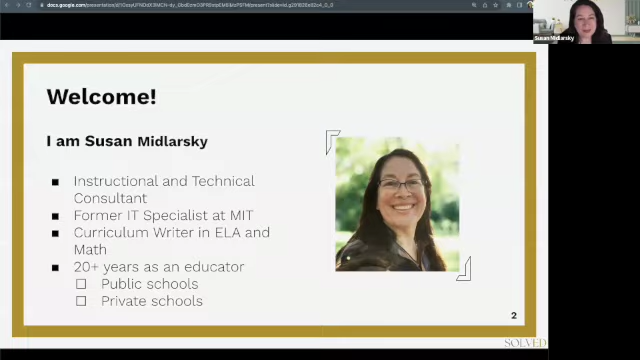 Susan Midlarsky
Welcome!
I am Susan Midlarsky
■ Instructional and Technical
Consultant
■ Former IT Specialist at MIT
■ Curriculum Writer in ELA and
Math
■ 20+ years as an educator
☐ Public schools
☐ Private schools
2
SOLVED